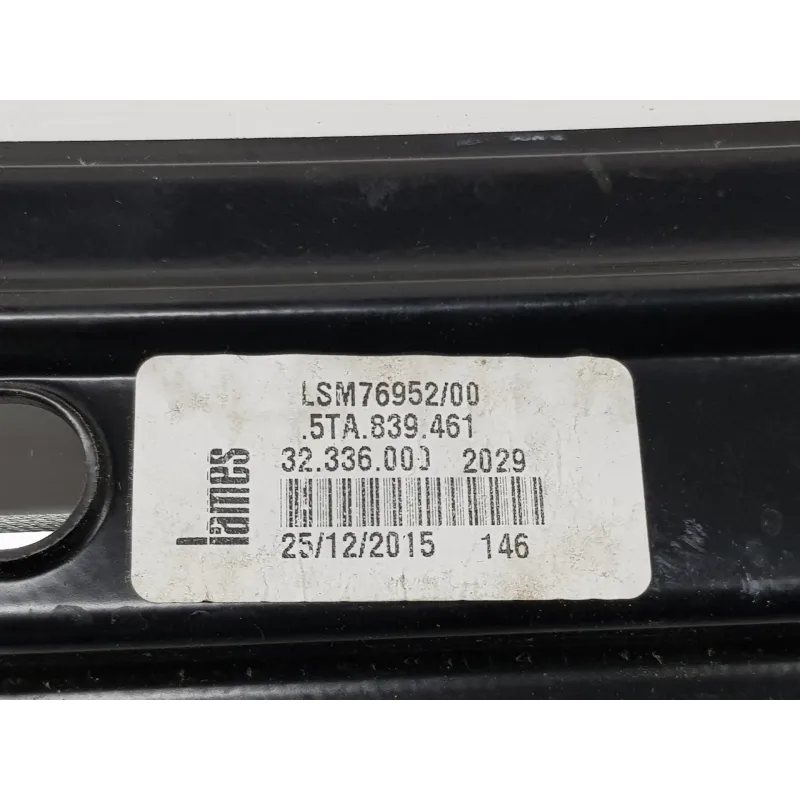 LSM76952/00
.5TA.839.461
32.336.000 2029
25/12/2015 146
lames